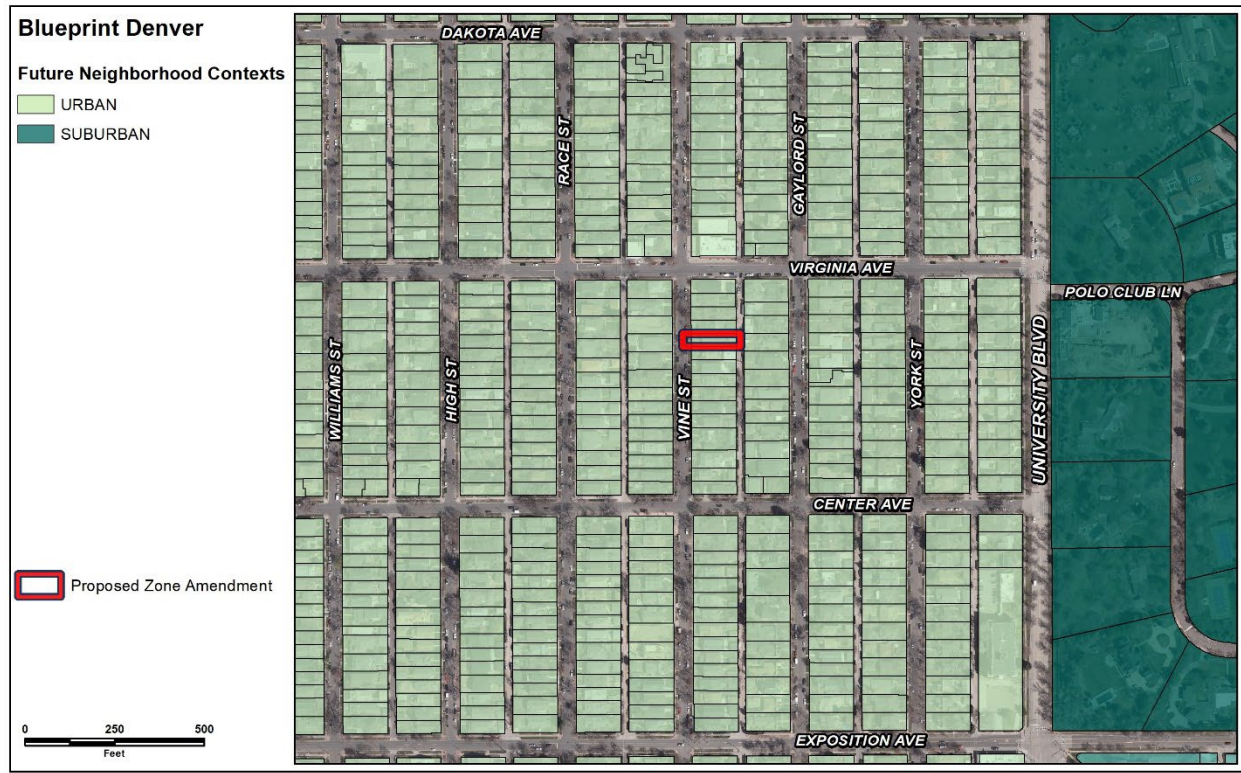 Blueprint Denver
Future Neighborhood Contexts
URBAN
SUBURBAN
Proposed Zone Amendment
0 250 500
Feet
DAKOTA AVE
RACE ST
GAYLORD ST
VIRGINIA AVE
POLO CLUB LN
WILLIAMS ST
HIGH ST
VINE ST
YORK ST
UNIVERSITY BLVD
CENTER AVE
EXPOSITION AVE